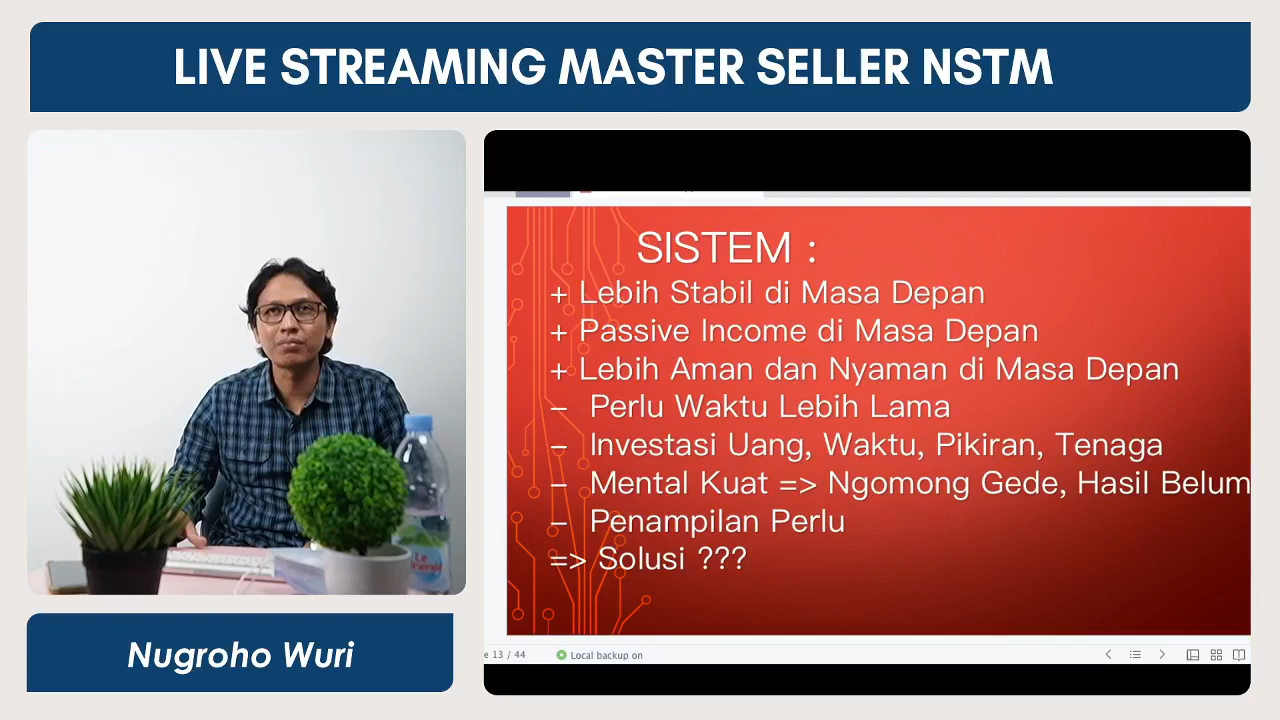 LIVE STREAMING MASTER SELLER NSTM
SISTEM :
+ Lebih Stabil di Masa Depan
+ Passive Income di Masa Depan
+ Lebih Aman dan Nyaman di Masa Depan
– Perlu Waktu Lebih Lama
– Investasi Uang, Waktu, Pikiran, Tenaga
– Mental Kuat => Ngomong Gede, Hasil Belum
– Penampilan Perlu
=> Solusi ???
e 13 / 44
Local backup on
Nugroho Wuri